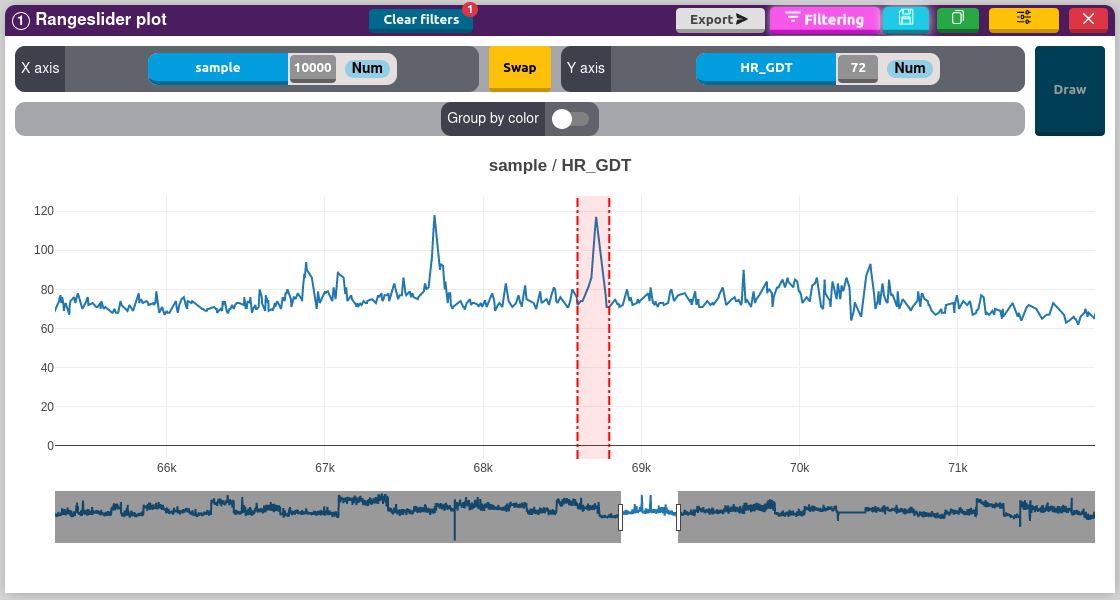 1 Rangeslider plot Clear filters 1 Export Filtering
X axis sample 10000 Num Swap Y axis HR_GDT 72 Num Draw
Group by color
sample / HR_GDT
120
100
80
60
40
20
0
66k 67k 68k 69k 70k 71k